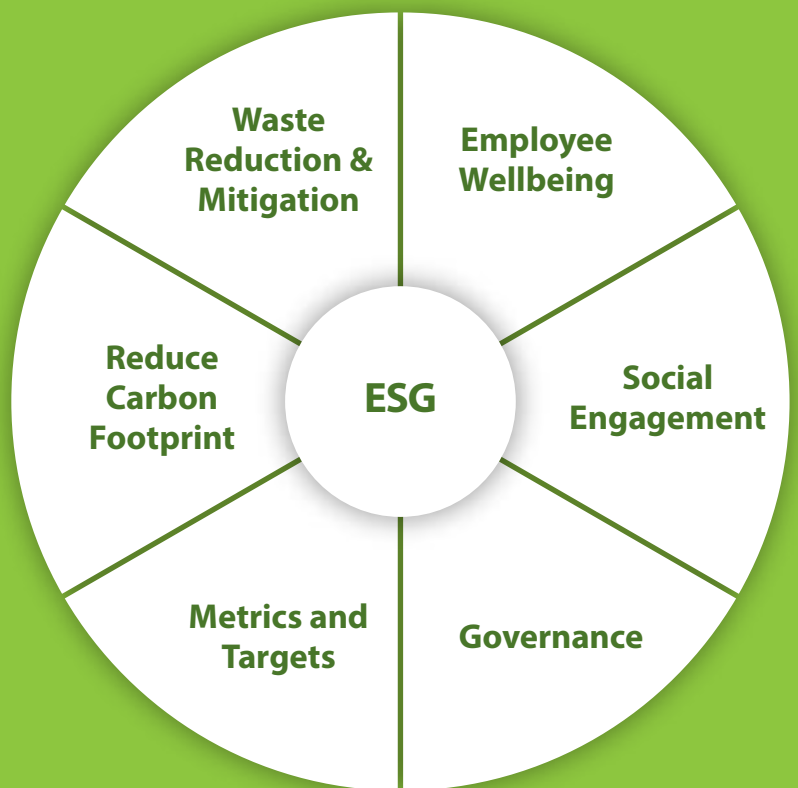 Waste
Reduction &
Mitigation
Employee
Wellbeing
Reduce
Carbon
Footprint
ESG
Social
Engagement
Metrics and
Targets
Governance